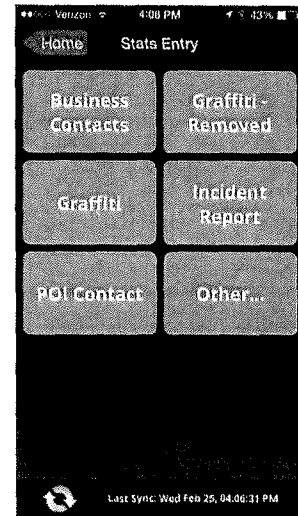 Verizon 4:06 PM 43%
Home Stats Entry
Business
Contacts
Graffiti -
Removed
Graffiti
Incident
Report
POI Contact
Other...
Last Sync: Wed Feb 25, 04:06:31 PM